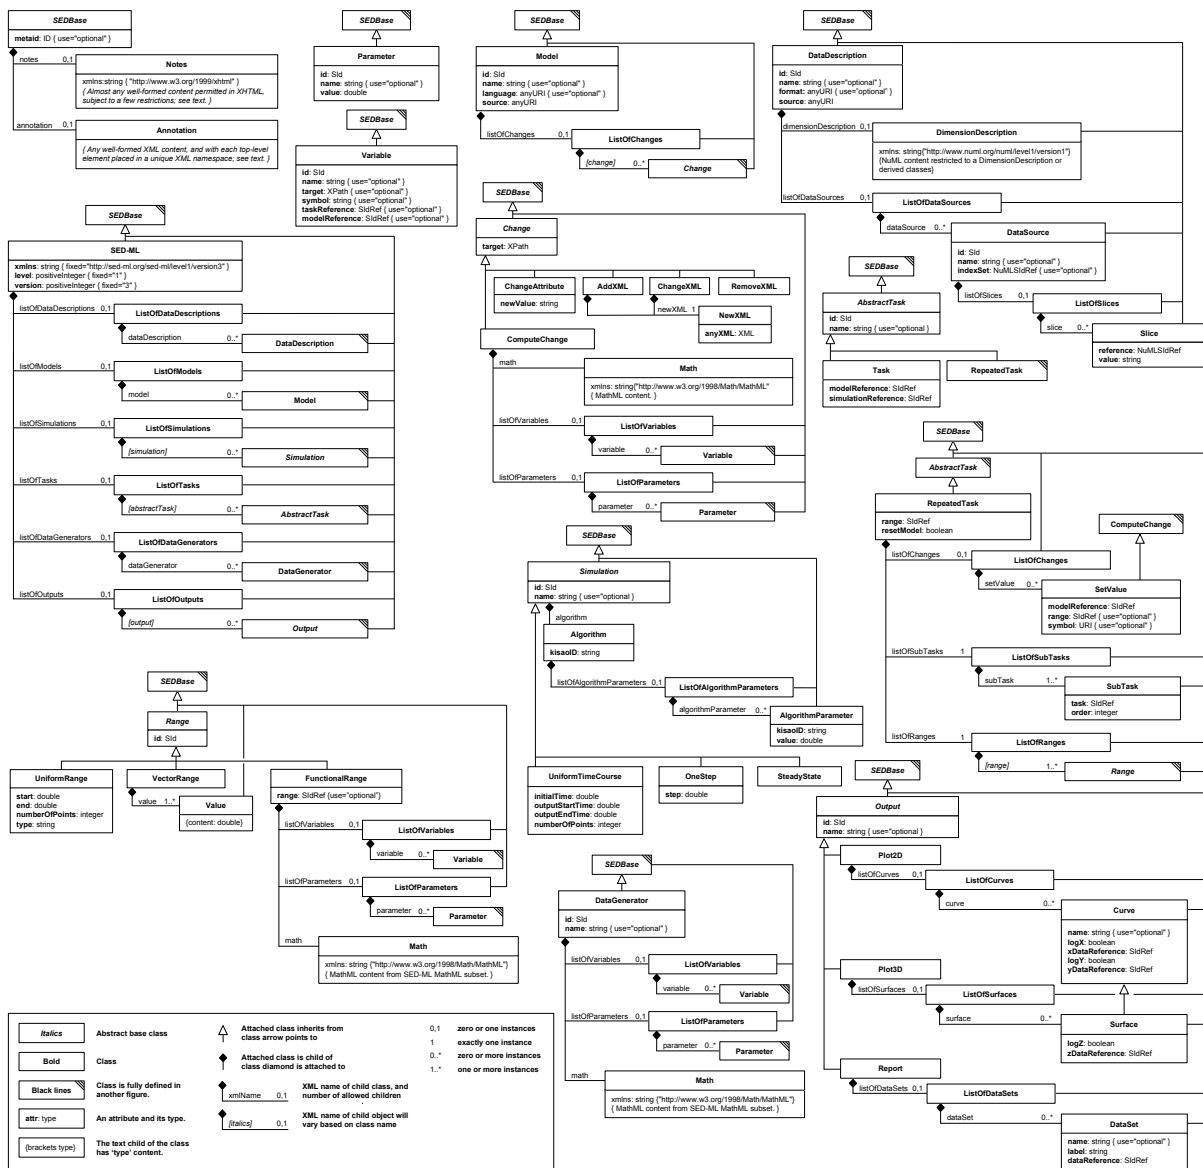 SEDBase
metaid: ID { use="optional" }
notes 0,1
Notes
xmlns:string { "http://www.w3.org/1999/xhtml" }
{ Almost any well-formed content permitted in XHTML,
subject to a few restrictions; see text. }
annotation 0,1
Annotation
{ Any well-formed XML content, and with each top-level
element placed in a unique XML namespace; see text. }
SEDBase
Parameter
id: SId
name: string { use="optional" }
value: double
SEDBase
Variable
id: SId
name: string { use="optional" }
target: XPath { use="optional" }
symbol: string { use="optional" }
taskReference: SIdRef { use="optional" }
modelReference: SIdRef { use="optional" }
SEDBase
Model
id: SId
name: string { use="optional" }
language: anyURI { use="optional" }
source: anyURI
listOfChanges 0,1
ListOfChanges
[change] 0..*
Change
SEDBase
DataDescription
id: SId
name: string { use="optional" }
format: anyURI { use="optional" }
source: anyURI
dimensionDescription 0,1
DimensionDescription
xmlns: string{"http://www.numl.org/numl/level1/version1"}
{NuML content restricted to a DimensionDescription or
derived classes}
listOfDataSources 0,1
ListOfDataSources
dataSource 0..*
DataSource
id: SId
name: string { use="optional" }
indexSet: NuMLSIdRef { use="optional" }
listOfSlices 0,1
ListOfSlices
slice 0..*
Slice
reference: NuMLSIdRef
value: string
SEDBase
SED-ML
xmlns: string { fixed="http://sed-ml.org/sed-ml/level1/version3" }
level: positiveInteger { fixed="1" }
version: positiveInteger { fixed="3" }
listOfDataDescriptions 0,1
ListOfDataDescriptions
dataDescription 0..*
DataDescription
listOfModels 0,1
ListOfModels
model 0..*
Model
listOfSimulations 0,1
ListOfSimulations
[simulation] 0..*
Simulation
listOfTasks 0,1
ListOfTasks
[abstractTask] 0..*
AbstractTask
listOfDataGenerators 0,1
ListOfDataGenerators
dataGenerator 0..*
DataGenerator
listOfOutputs 0,1
ListOfOutputs
[output] 0..*
Output
SEDBase
Change
target: XPath
ChangeAttribute
newValue: string
AddXML
ChangeXML
RemoveXML
newXML 1
NewXML
anyXML: XML
ComputeChange
math
Math
xmlns: string{"http://www.w3.org/1998/Math/MathML"
{ MathML content. }
listOfVariables 0,1
ListOfVariables
variable 0..*
Variable
listOfParameters 0,1
ListOfParameters
parameter 0..*
Parameter
SEDBase
AbstractTask
id: SId
name: string { use="optional }
Task
modelReference: SIdRef
simulationReference: SIdRef
RepeatedTask
SEDBase
AbstractTask
RepeatedTask
range: SIdRef
resetModel: boolean
ComputeChange
listOfChanges 0,1
ListOfChanges
setValue 0..*
SetValue
modelReference: SIdRef
range: SIdRef { use="optional" }
symbol: URI { use="optional" }
listOfSubTasks 1
ListOfSubTasks
subTask 1..*
SubTask
task: SIdRef
order: integer
listOfRanges 1
ListOfRanges
[range] 1..*
Range
SEDBase
Simulation
id: SId
name: string { use="optional }
algorithm
Algorithm
kisaoID: string
listOfAlgorithmParameters 0,1
ListOfAlgorithmParameters
algorithmParameter 0..*
AlgorithmParameter
kisaoID: string
value: double
UniformTimeCourse
initialTime: double
outputStartTime: double
outputEndTime: double
numberOfPoints: integer
OneStep
step: double
SteadyState
SEDBase
Range
id: SId
UniformRange
start: double
end: double
numberOfPoints: integer
type: string
VectorRange
value 1..*
Value
{content: double}
FunctionalRange
range: SIdRef {use="optional"}
listOfVariables 0,1
ListOfVariables
variable 0..*
Variable
listOfParameters 0,1
ListOfParameters
parameter 0..*
Parameter
math
Math
xmlns: string {"http://www.w3.org/1998/Math/MathML"}
{ MathML content from SED-ML MathML subset. }
SEDBase
DataGenerator
id: SId
name: string { use="optional" }
listOfVariables 0,1
ListOfVariables
variable 0..*
Variable
listOfParameters 0,1
ListOfParameters
parameter 0..*
Parameter
math
Math
xmlns: string {"http://www.w3.org/1998/Math/MathML"}
{ MathML content from SED-ML MathML subset. }
SEDBase
Output
id: SId
name: string { use="optional }
Plot2D
listOfCurves 0,1
ListOfCurves
curve 0..*
Curve
name: string { use="optional" }
logX: boolean
xDataReference: SIdRef
logY: boolean
yDataReference: SIdRef
Plot3D
listOfSurfaces 0,1
ListOfSurfaces
surface 0..*
Surface
logZ: boolean
zDataReference: SIdRef
Report
listOfDataSets 0,1
ListOfDataSets
dataSet 0..*
DataSet
name: string { use="optional" }
label: string
dataReference: SIdRef
Italics
Abstract base class
Bold
Class
Black lines
Class is fully defined in
another figure.
attr: type
An attribute and its type.
{brackets type}
The text child of the class
has 'type' content.
Attached class inherits from
class arrow points to
Attached class is child of
class diamond is attached to
xmlName 0,1
XML name of child class, and
number of allowed children
[italics] 0,1
XML name of child object will
vary based on class name
0,1 zero or one instances
1 exactly one instance
0..* zero or more instances
1..* one or more instances